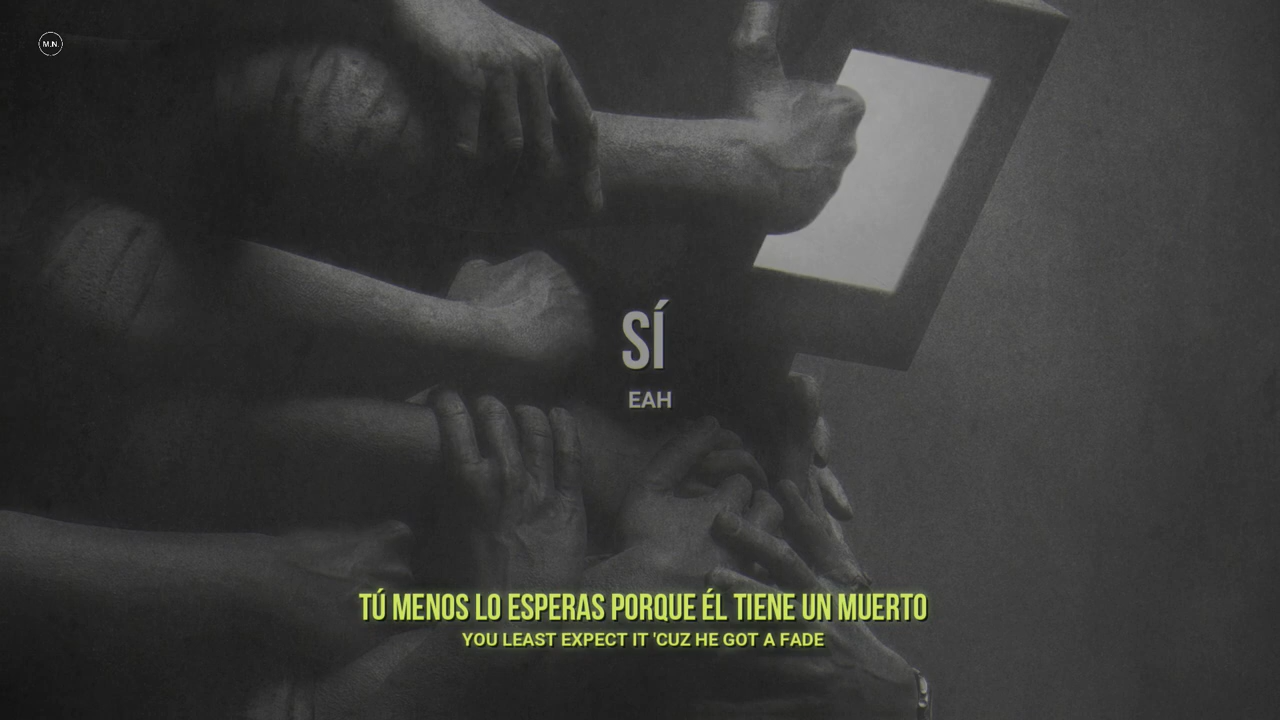 M.N.
SÍ
EAH
TÚ MENOS LO ESPERAS PORQUE ÉL TIENE UN MUERTO
YOU LEAST EXPECT IT 'CUZ HE GOT A FADE